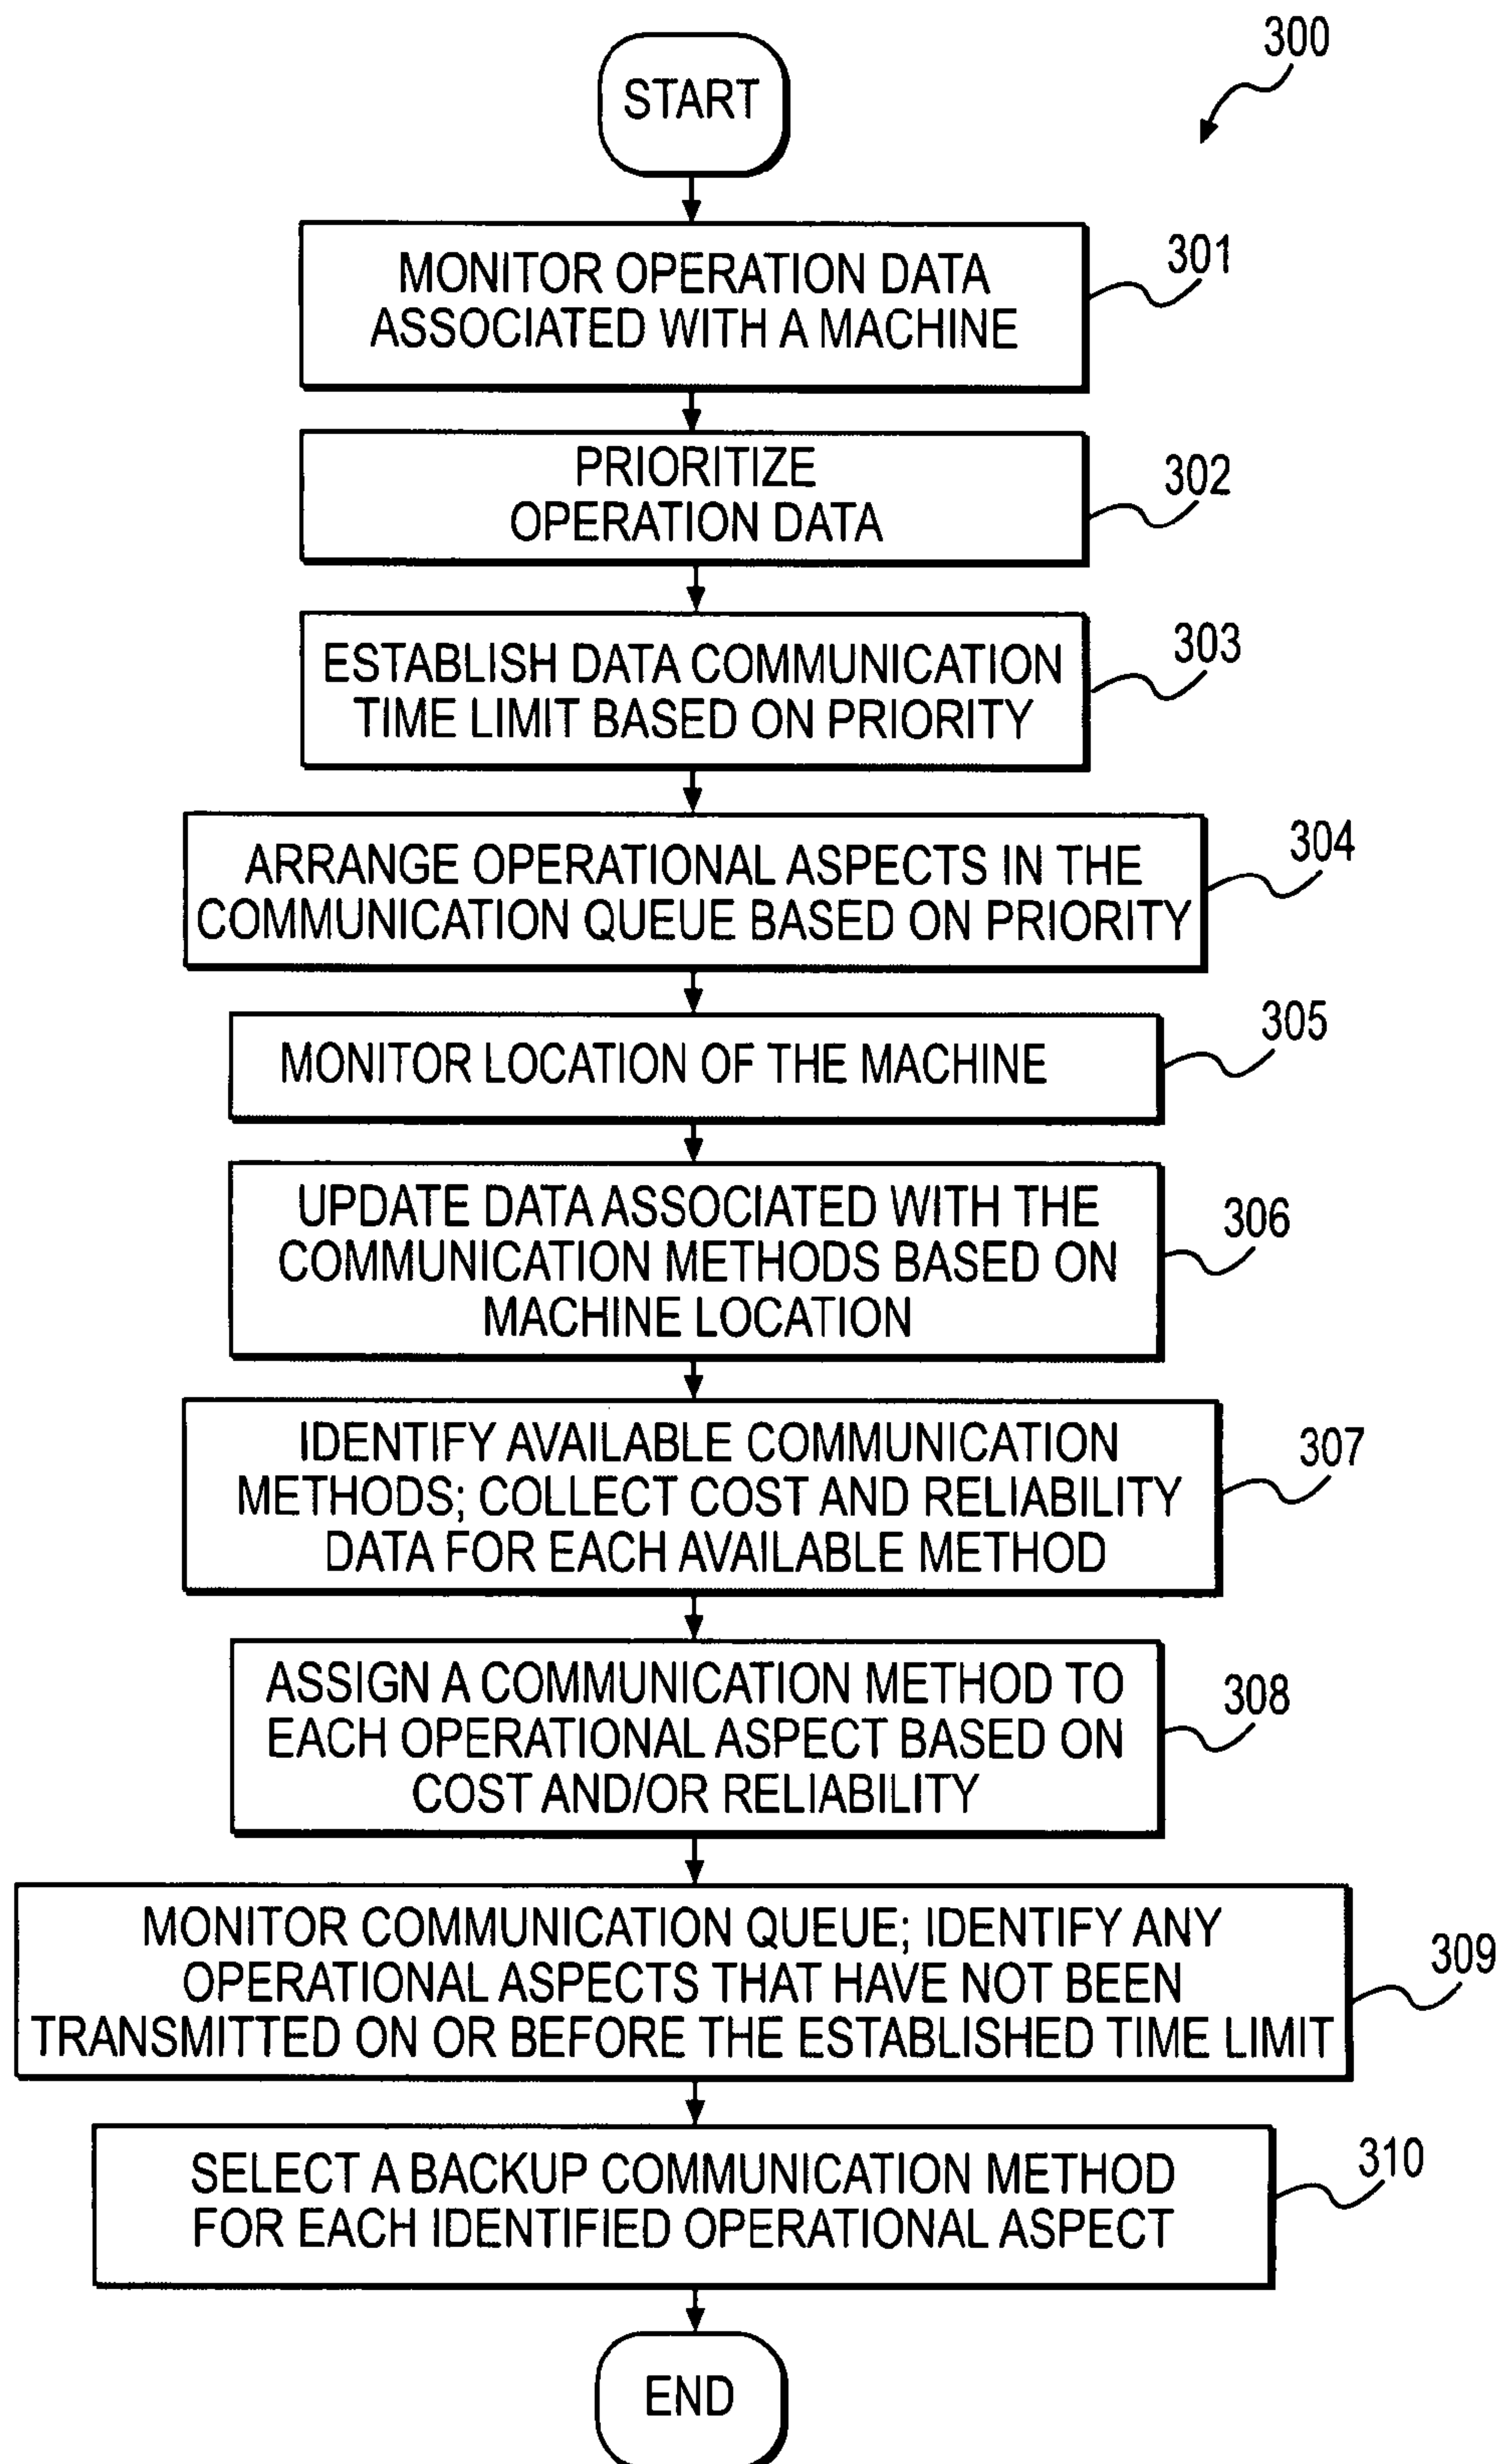 300
START
MONITOR OPERATION DATA
ASSOCIATED WITH A MACHINE
301
PRIORITIZE
OPERATION DATA
302
ESTABLISH DATA COMMUNICATION
TIME LIMIT BASED ON PRIORITY
303
ARRANGE OPERATIONAL ASPECTS IN THE
COMMUNICATION QUEUE BASED ON PRIORITY
304
MONITOR LOCATION OF THE MACHINE
305
UPDATE DATA ASSOCIATED WITH THE
COMMUNICATION METHODS BASED ON
MACHINE LOCATION
306
IDENTIFY AVAILABLE COMMUNICATION
METHODS; COLLECT COST AND RELIABILITY
DATA FOR EACH AVAILABLE METHOD
307
ASSIGN A COMMUNICATION METHOD TO
EACH OPERATIONAL ASPECT BASED ON
COST AND/OR RELIABILITY
308
MONITOR COMMUNICATION QUEUE; IDENTIFY ANY
OPERATIONAL ASPECTS THAT HAVE NOT BEEN
TRANSMITTED ON OR BEFORE THE ESTABLISHED TIME LIMIT
309
SELECT A BACKUP COMMUNICATION METHOD
FOR EACH IDENTIFIED OPERATIONAL ASPECT
310
END